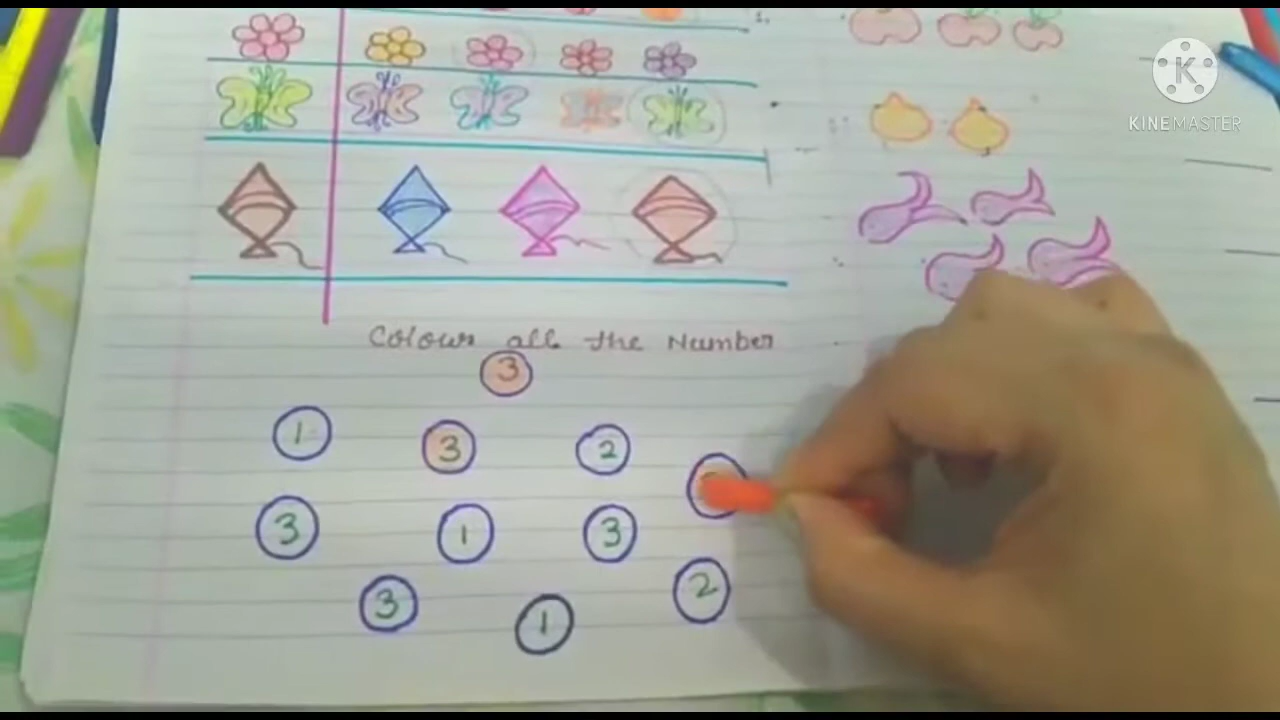 K
KINEMASTER
Colour all the Number
3
1 3 2
3 1 3
3 1 2